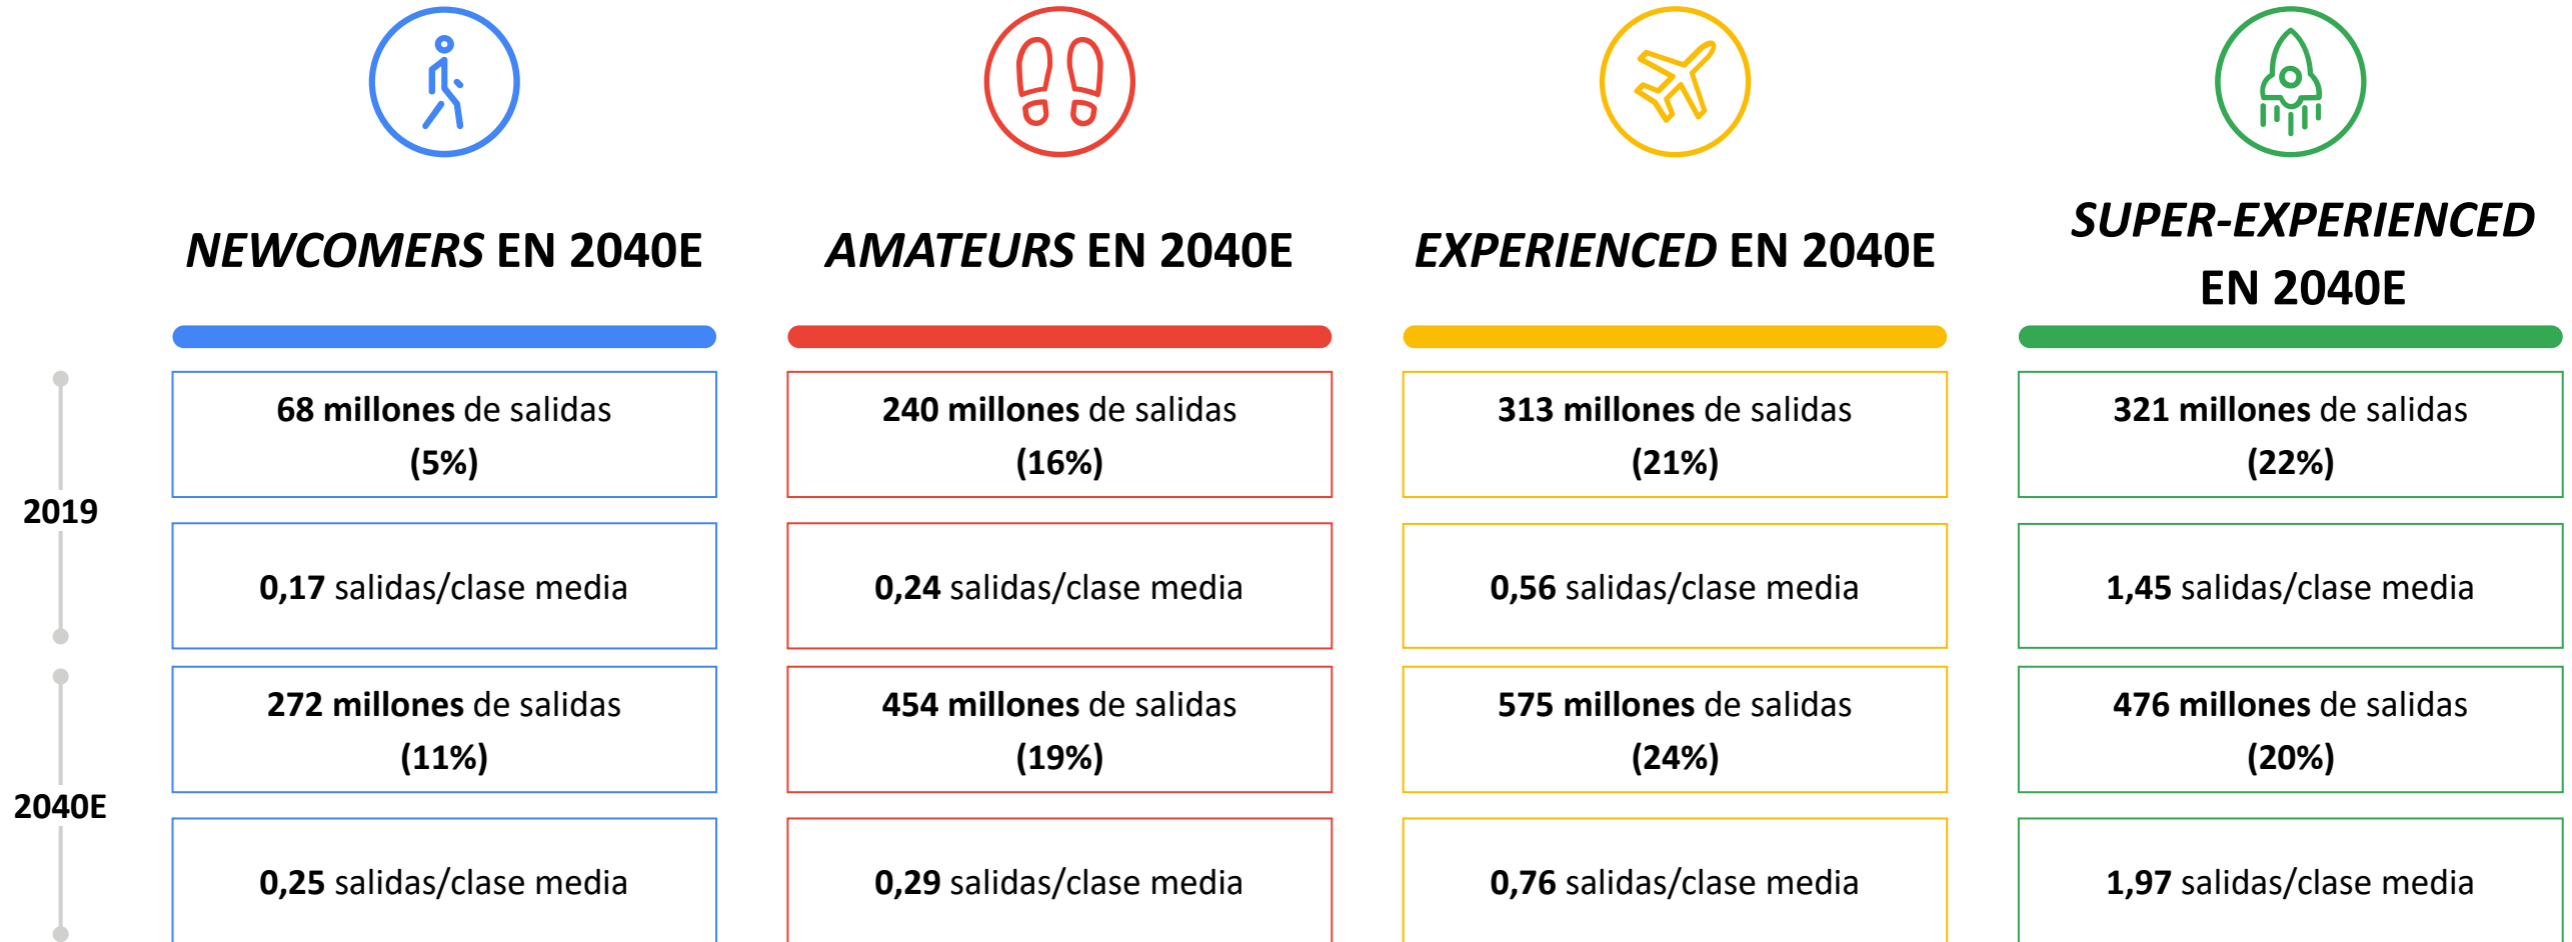 NEWCOMERS EN 2040E
AMATEURS EN 2040E
EXPERIENCED EN 2040E
SUPER-EXPERIENCED
EN 2040E
2019
68 millones de salidas
(5%)
240 millones de salidas
(16%)
313 millones de salidas
(21%)
321 millones de salidas
(22%)
0,17 salidas/clase media
0,24 salidas/clase media
0,56 salidas/clase media
1,45 salidas/clase media
2040E
272 millones de salidas
(11%)
454 millones de salidas
(19%)
575 millones de salidas
(24%)
476 millones de salidas
(20%)
0,25 salidas/clase media
0,29 salidas/clase media
0,76 salidas/clase media
1,97 salidas/clase media